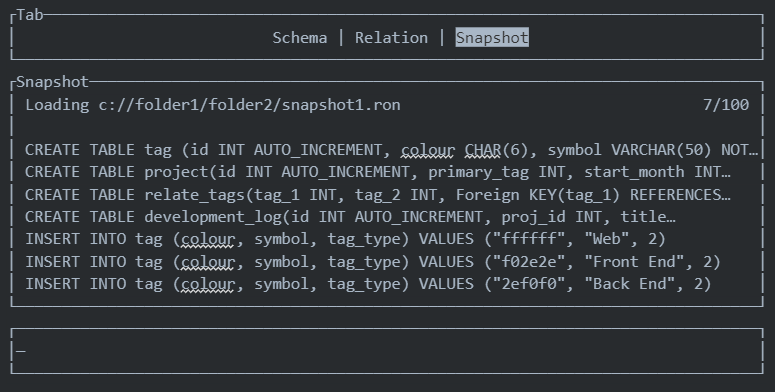 Tab
Schema | Relation | Snapshot
Snapshot
Loading c://folder1/folder2/snapshot1.ron 7/100
CREATE TABLE tag (id INT AUTO_INCREMENT, colour CHAR(6), symbol VARCHAR(50) NOT…
CREATE TABLE project(id INT AUTO_INCREMENT, primary_tag INT, start_month INT…
CREATE TABLE relate_tags(tag_1 INT, tag_2 INT, Foreign KEY(tag_1) REFERENCES…
CREATE TABLE development_log(id INT AUTO_INCREMENT, proj_id INT, title…
INSERT INTO tag (colour, symbol, tag_type) VALUES ("ffffff", "Web", 2)
INSERT INTO tag (colour, symbol, tag_type) VALUES ("f02e2e", "Front End", 2)
INSERT INTO tag (colour, symbol, tag_type) VALUES ("2ef0f0", "Back End", 2)